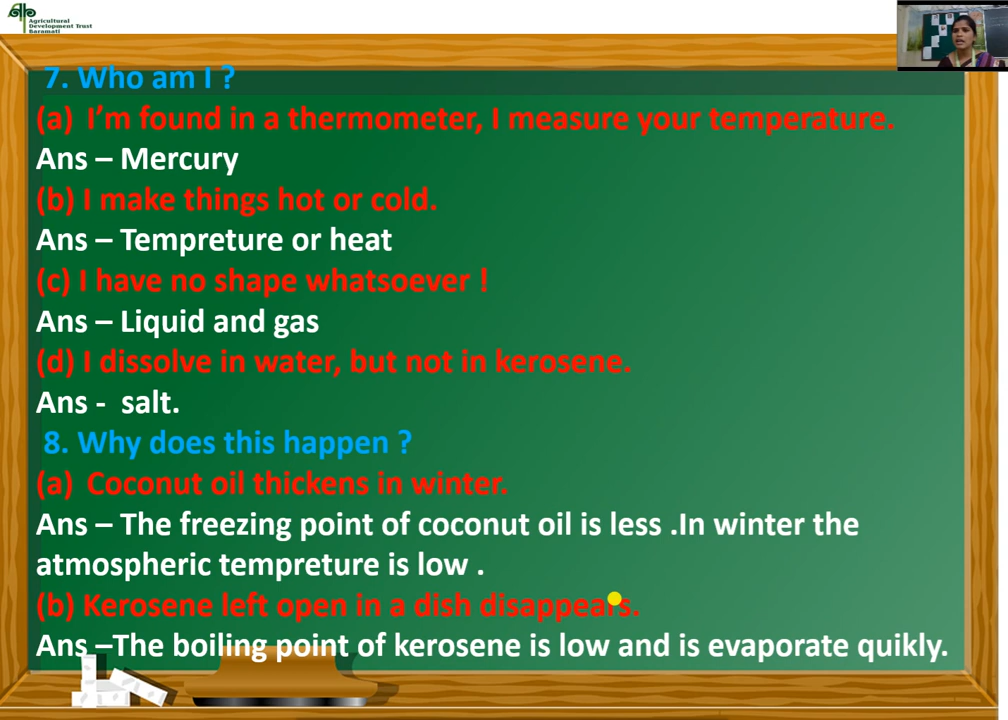 Agricultural
Development Trust
Baramati
7. Who am I ?
(a) I'm found in a thermometer, I measure your temperature.
Ans – Mercury
(b) I make things hot or cold.
Ans – Tempreture or heat
(c) I have no shape whatsoever !
Ans – Liquid and gas
(d) I dissolve in water, but not in kerosene.
Ans - salt.
8. Why does this happen ?
(a) Coconut oil thickens in winter.
Ans – The freezing point of coconut oil is less .In winter the
atmospheric tempreture is low .
(b) Kerosene left open in a dish disappears.
Ans –The boiling point of kerosene is low and is evaporate quikly.